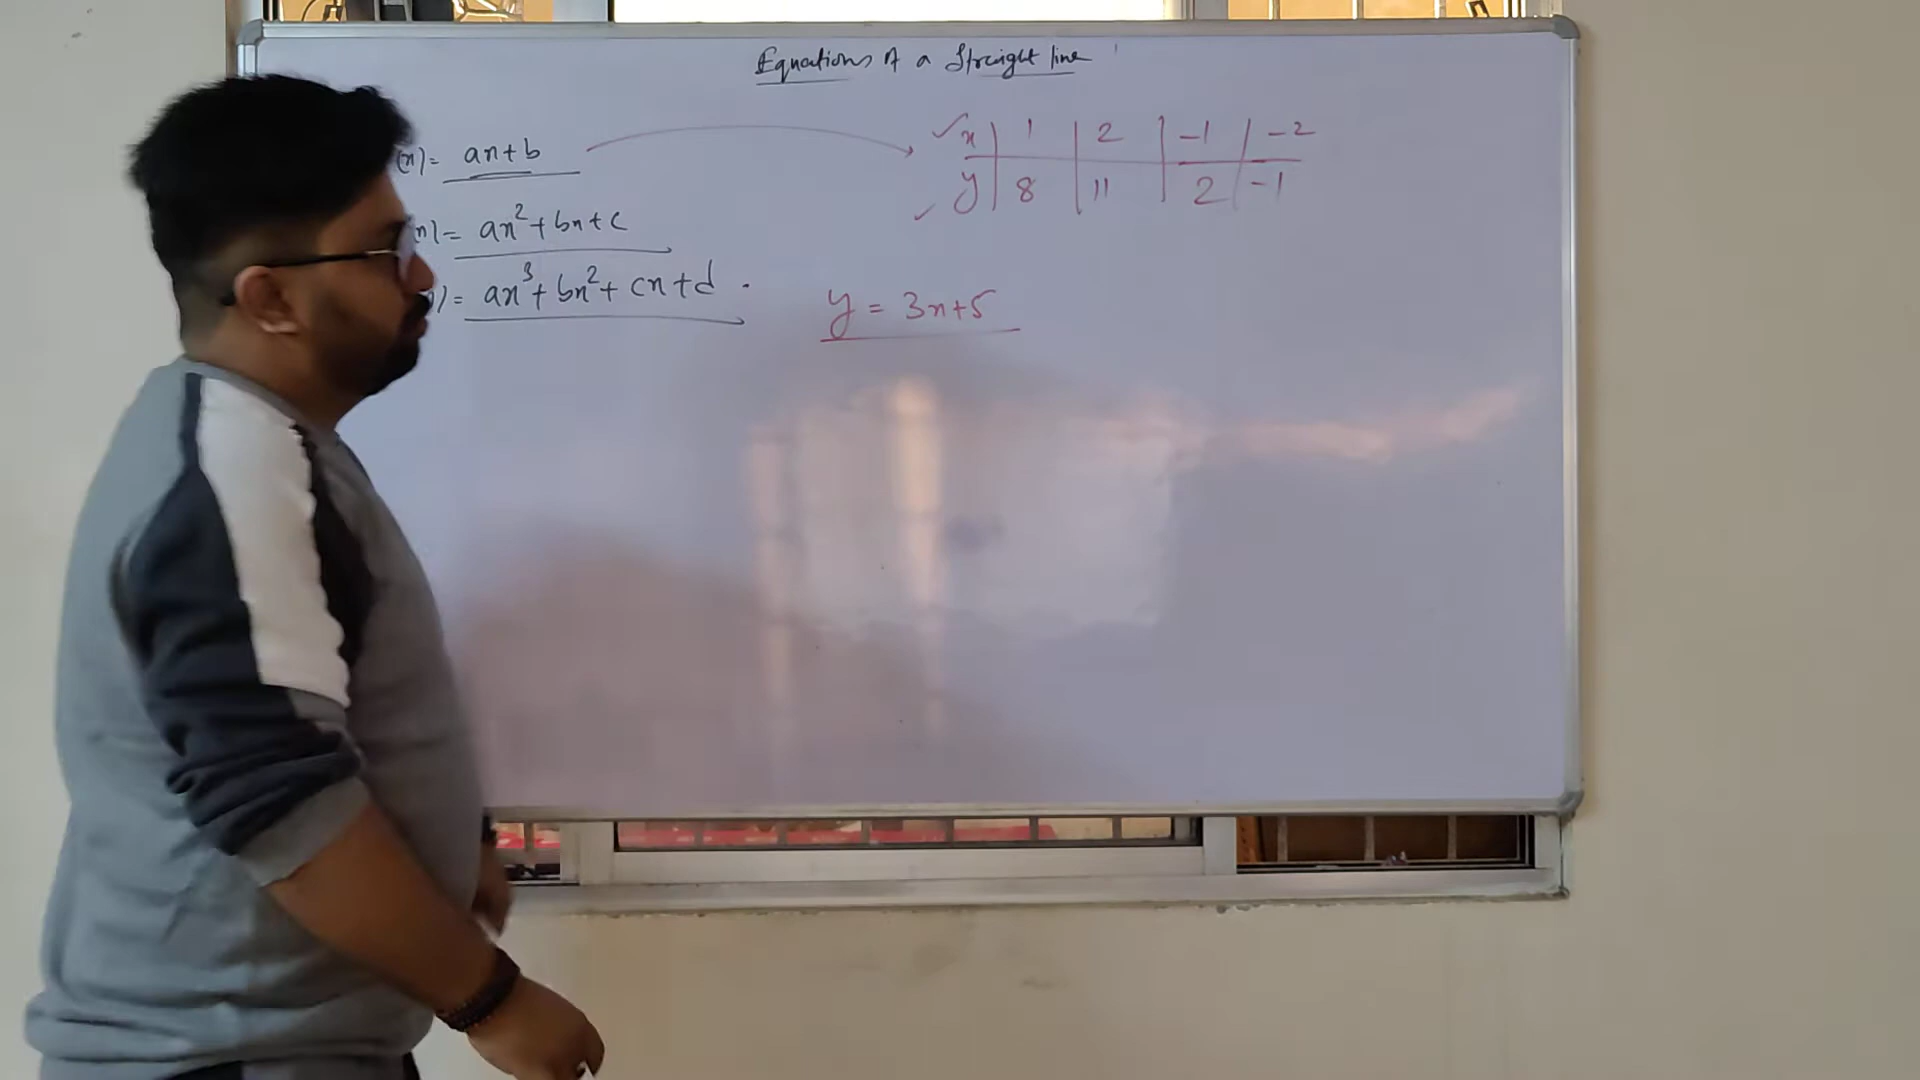 Equations of a Straight line
(x) = ax+b
(x) = ax²+bx+c
) = ax³+bx²+cx+d.
x | 1 | 2 | -1 | -2
y | 8 | 11 | 2 | -1
y = 3x+5